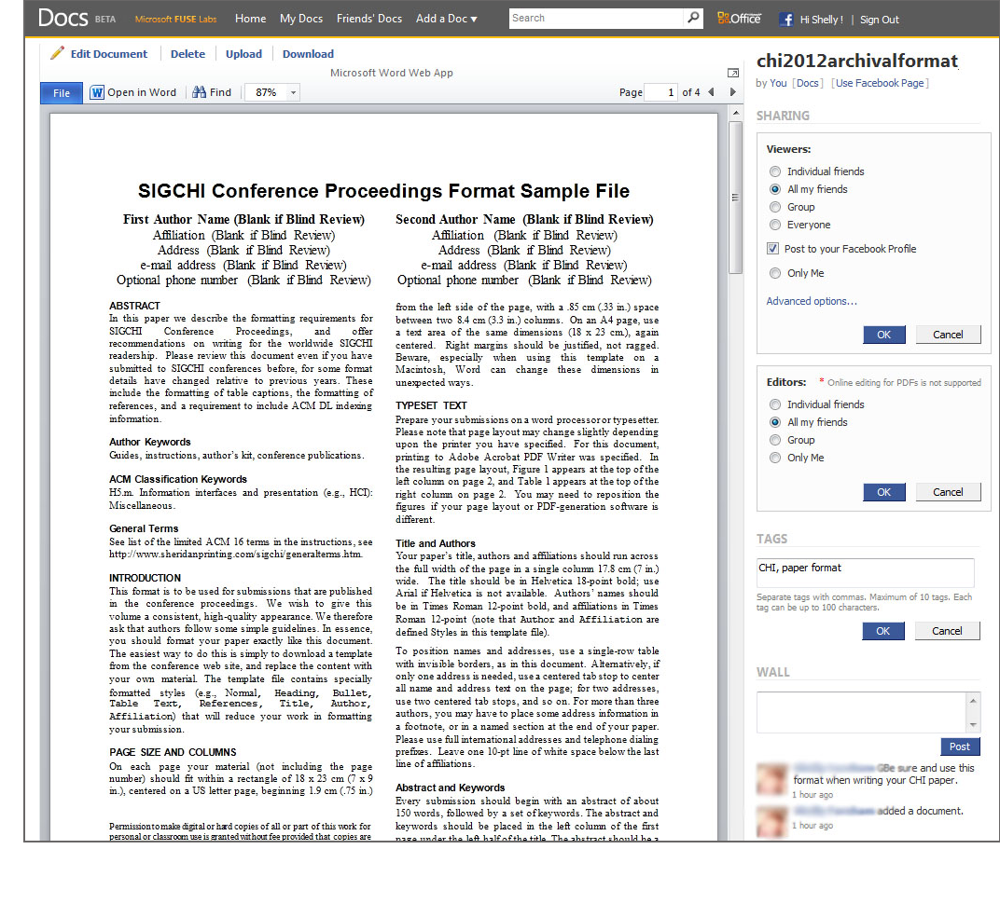 Docs BETA Microsoft FUSE Labs Home My Docs Friends' Docs Add a Doc ▾ Search Office Hi Shelly ! | Sign Out
Edit Document Delete Upload Download
Microsoft Word Web App
File Open in Word Find 87% Page 1 of 4
SIGCHI Conference Proceedings Format Sample File
First Author Name (Blank if Blind Review)
Affiliation (Blank if Blind Review)
Address (Blank if Blind Review)
e-mail address (Blank if Blind Review)
Optional phone number (Blank if Blind Review)
Second Author Name (Blank if Blind Review)
Affiliation (Blank if Blind Review)
Address (Blank if Blind Review)
e-mail address (Blank if Blind Review)
Optional phone number (Blank if Blind Review)
ABSTRACT
In this paper we describe the formatting requirements for
SIGCHI Conference Proceedings, and offer
recommendations on writing for the worldwide SIGCHI
readership. Please review this document even if you have
submitted to SIGCHI conferences before, for some format
details have changed relative to previous years. These
include the formatting of table captions, the formatting of
references, and a requirement to include ACM DL indexing
information.
Author Keywords
Guides, instructions, author's kit, conference publications.
ACM Classification Keywords
H5.m. Information interfaces and presentation (e.g., HCI):
Miscellaneous.
General Terms
See list of the limited ACM 16 terms in the instructions, see
http://www.sheridanprinting.com/sigchi/generalterms.htm.
INTRODUCTION
This format is to be used for submissions that are published
in the conference proceedings. We wish to give this
volume a consistent, high-quality appearance. We therefore
ask that authors follow some simple guidelines. In essence,
you should format your paper exactly like this document.
The easiest way to do this is simply to download a template
from the conference web site, and replace the content with
your own material. The template file contains specially
formatted styles (e.g., Normal, Heading, Bullet,
Table Text, References, Title, Author,
Affiliation) that will reduce your work in formatting
your submission.
PAGE SIZE AND COLUMNS
On each page your material (not including the page
number) should fit within a rectangle of 18 x 23 cm (7 x 9
in.), centered on a US letter page, beginning 1.9 cm (.75 in.)
Permission to make digital or hard copies of all or part of this work for
personal or classroom use is granted without fee provided that copies are
from the left side of the page, with a .85 cm (.33 in.) space
between two 8.4 cm (3.3 in.) columns. On an A4 page, use
a text area of the same dimensions (18 x 23 cm.), again
centered. Right margins should be justified, not ragged.
Beware, especially when using this template on a
Macintosh, Word can change these dimensions in
unexpected ways.
TYPESET TEXT
Prepare your submissions on a word processor or typesetter.
Please note that page layout may change slightly depending
upon the printer you have specified. For this document,
printing to Adobe Acrobat PDF Writer was specified. In
the resulting page layout, Figure 1 appears at the top of the
left column on page 2, and Table 1 appears at the top of the
right column on page 2. You may need to reposition the
figures if your page layout or PDF-generation software is
different.
Title and Authors
Your paper's title, authors and affiliations should run across
the full width of the page in a single column 17.8 cm (7 in.)
wide. The title should be in Helvetica 18-point bold; use
Arial if Helvetica is not available. Authors' names should
be in Times Roman 12-point bold, and affiliations in Times
Roman 12-point (note that Author and Affiliation are
defined Styles in this template file).
To position names and addresses, use a single-row table
with invisible borders, as in this document. Alternatively, if
only one address is needed, use a centered tab stop to center
all name and address text on the page; for two addresses,
use two centered tab stops, and so on. For more than three
authors, you may have to place some address information in
a footnote, or in a named section at the end of your paper.
Please use full international addresses and telephone dialing
prefixes. Leave one 10-pt line of white space below the last
line of affiliations.
Abstract and Keywords
Every submission should begin with an abstract of about
150 words, followed by a set of keywords. The abstract and
keywords should be placed in the left column of the first
page under the left half of the title. The abstract should be a
chi2012archivalformat
by You [Docs] [Use Facebook Page]
SHARING
Viewers:
Individual friends
All my friends
Group
Everyone
Post to your Facebook Profile
Only Me
Advanced options...
OK Cancel
Editors: * Online editing for PDFs is not supported
Individual friends
All my friends
Group
Only Me
OK Cancel
TAGS
CHI, paper format
Separate tags with commas. Maximum of 10 tags. Each
tag can be up to 100 characters.
OK Cancel
WALL
Post
GBe sure and use this
format when writing your CHI paper.
1 hour ago
added a document.
1 hour ago